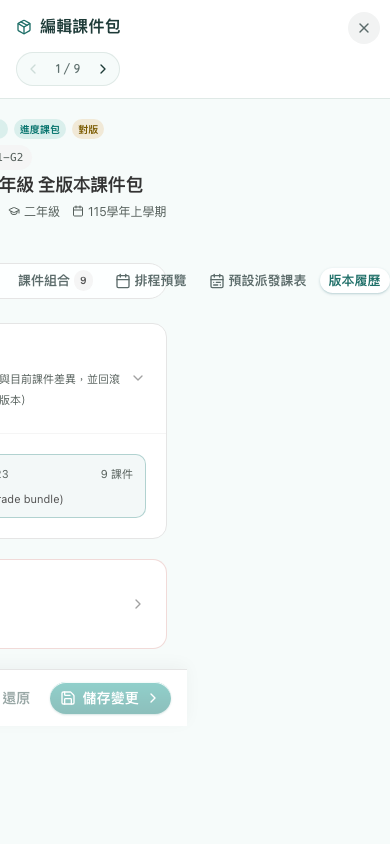 編輯課件包
1 / 9
進度課包 對版
-G2
年級 全版本課件包
二年級 115學年上學期
課件組合 9 排程預覽 預設派發課表 版本履歷
與目前課件差異，並回滾
版本)
23 9 課件
rade bundle)
還原 儲存變更